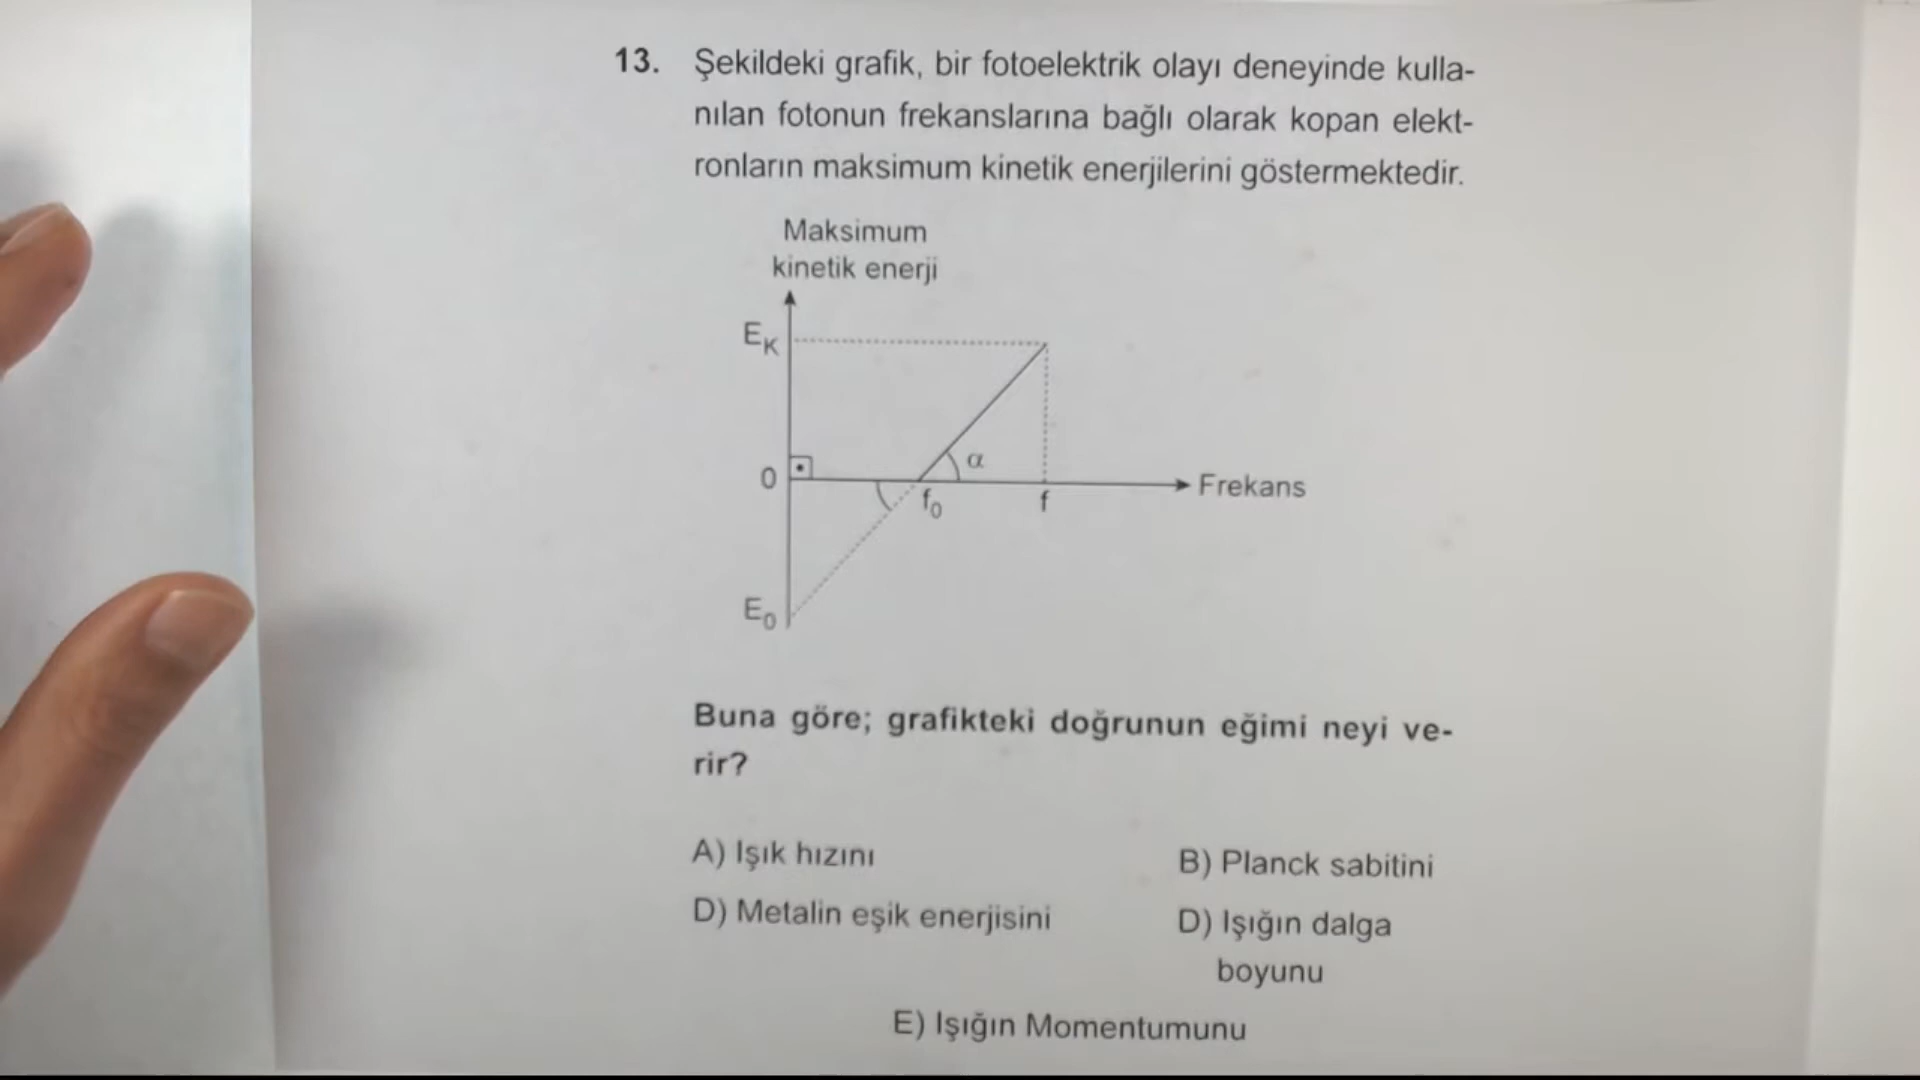 13. Şekildeki grafik, bir fotoelektrik olayı deneyinde kulla-
nılan fotonun frekanslarına bağlı olarak kopan elekt-
ronların maksimum kinetik enerjilerini göstermektedir.
Maksimum
kinetik enerji
E_K
α
0
f_0
f
Frekans
E_0
Buna göre; grafikteki doğrunun eğimi neyi ve-
rir?
A) Işık hızını
B) Planck sabitini
D) Metalin eşik enerjisini
D) Işığın dalga
boyunu
E) Işığın Momentumunu